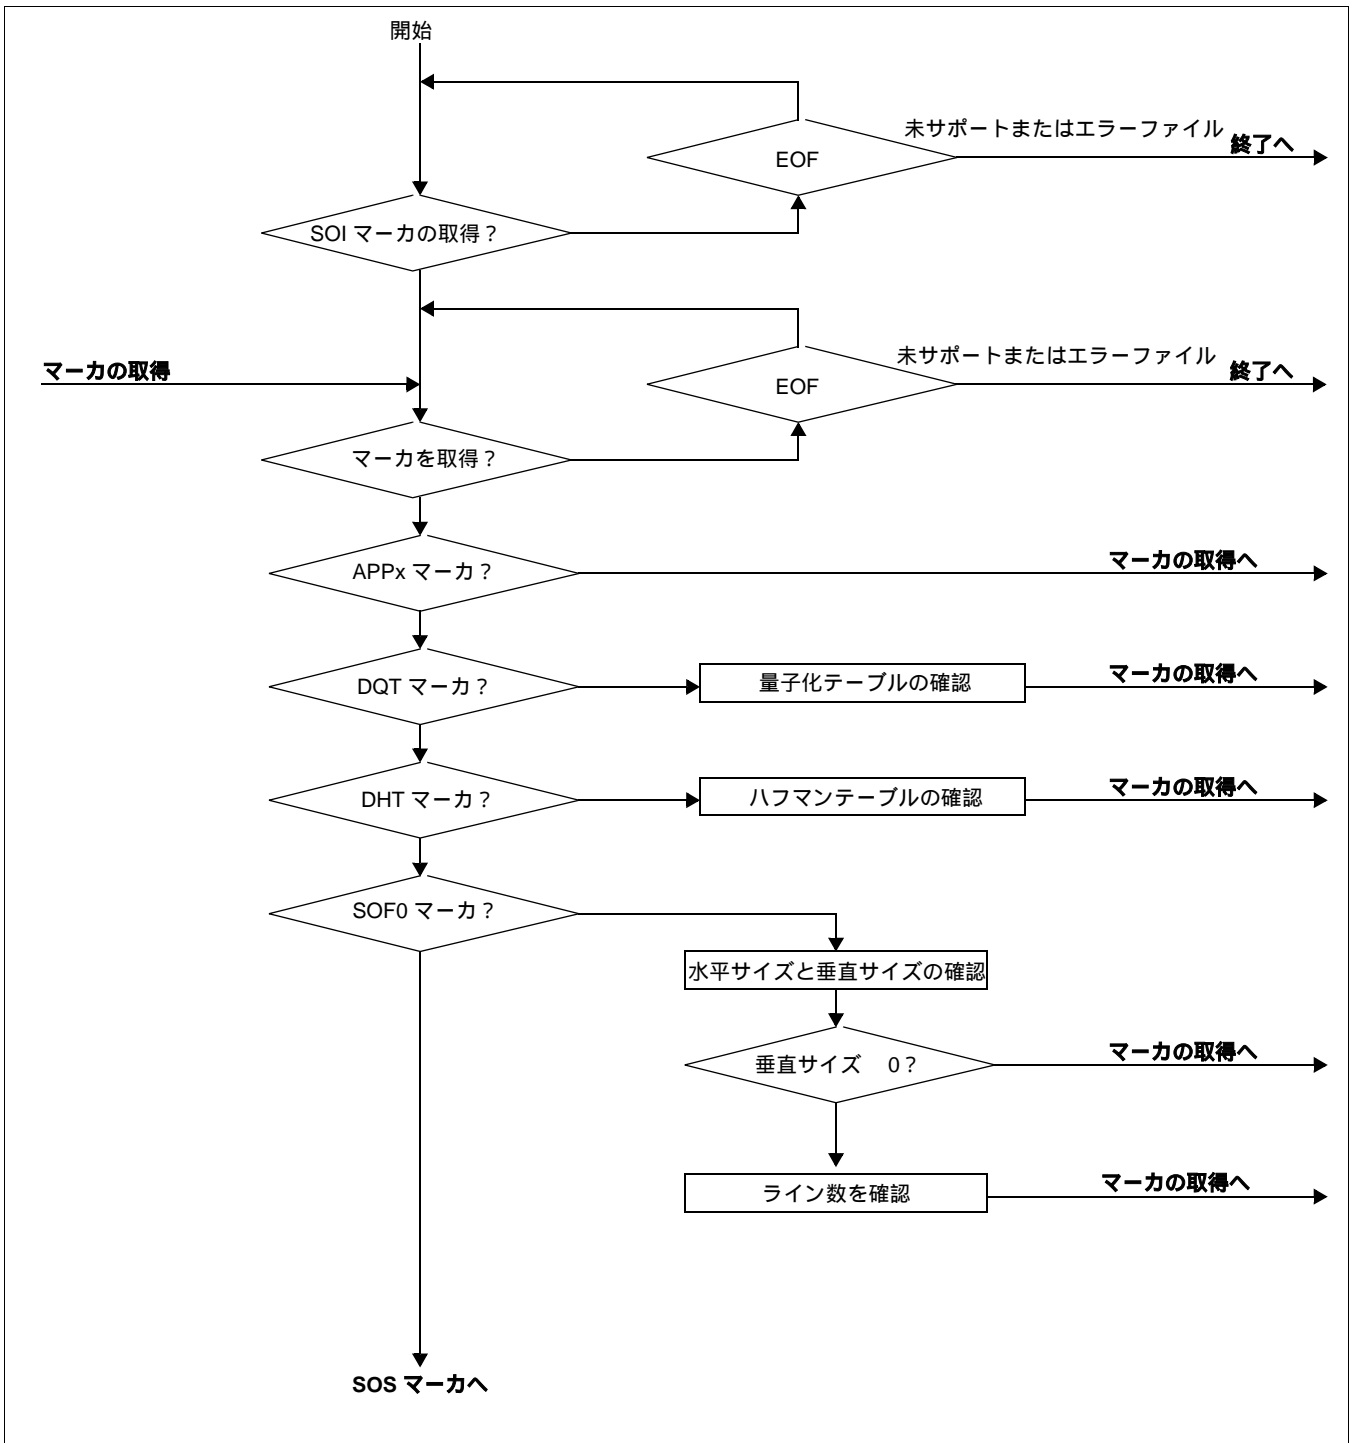 開始
未サポートまたはエラーファイル
終了へ
EOF
SOI マーカの取得？
未サポートまたはエラーファイル
終了へ
マーカの取得
EOF
マーカを取得？
APPx マーカ？
マーカの取得へ
DQT マーカ？
量子化テーブルの確認
マーカの取得へ
DHT マーカ？
ハフマンテーブルの確認
マーカの取得へ
SOF0 マーカ？
水平サイズと垂直サイズの確認
垂直サイズ　0？
マーカの取得へ
ライン数を確認
マーカの取得へ
SOS マーカへ